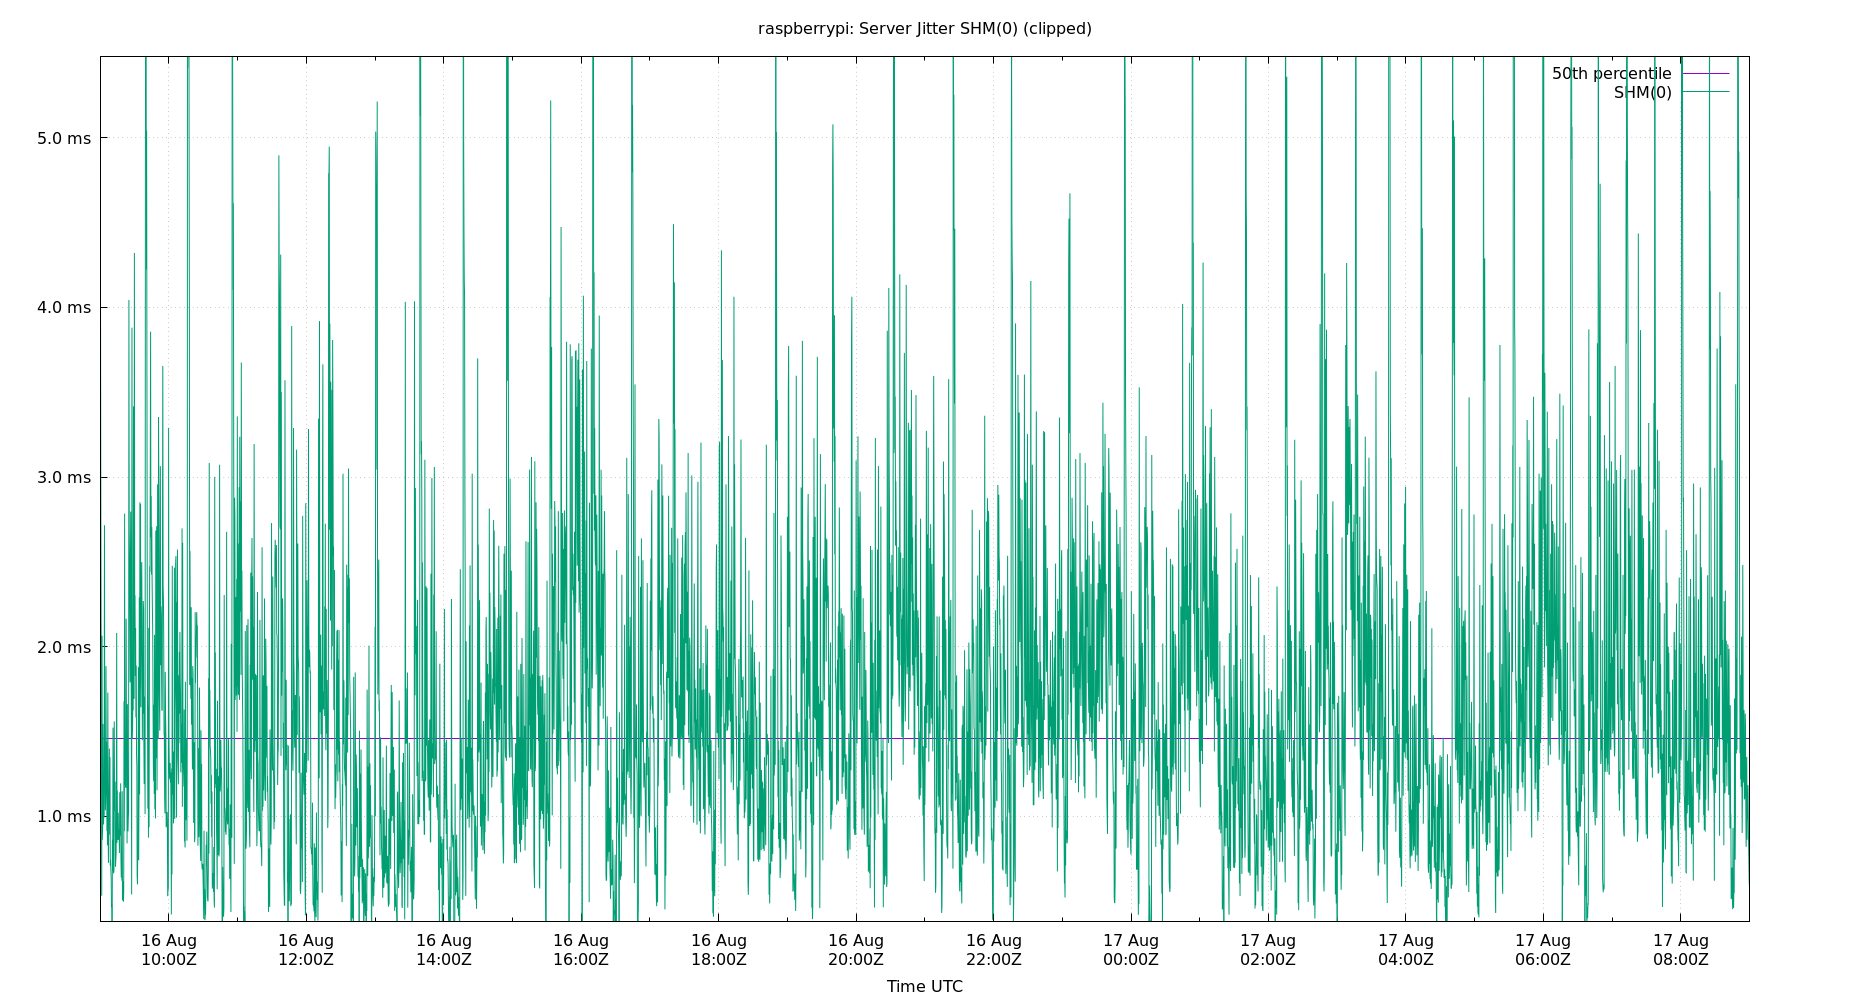 raspberrypi: Server Jitter SHM(0) (clipped)
50th percentile
SHM(0)
5.0 ms
4.0 ms
3.0 ms
2.0 ms
1.0 ms
16 Aug 16 Aug 16 Aug 16 Aug 16 Aug 16 Aug 16 Aug 17 Aug 17 Aug 17 Aug 17 Aug 17 Aug
10:00Z 12:00Z 14:00Z 16:00Z 18:00Z 20:00Z 22:00Z 00:00Z 02:00Z 04:00Z 06:00Z 08:00Z
Time UTC